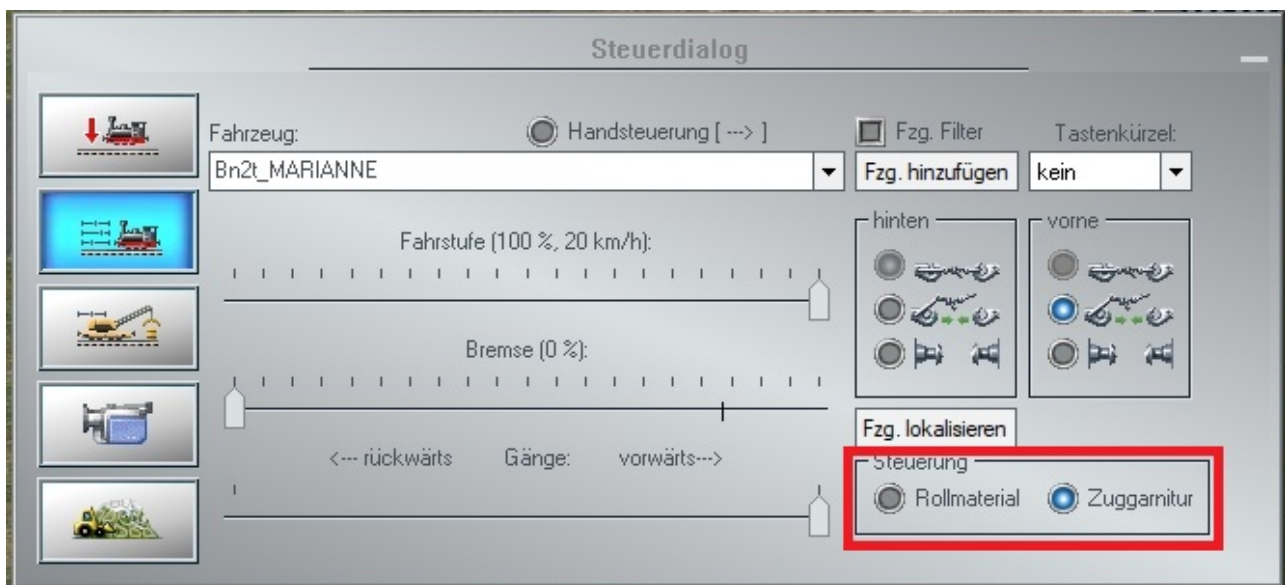 Steuerdialog
Fahrzeug:
Handsteuerung [ ---> ]
Fzg. Filter
Tastenkürzel:
Bn2t_MARIANNE
Fzg. hinzufügen
kein
Fahrstufe (100 %, 20 km/h):
hinten
vorne
Bremse (0 %):
Fzg. lokalisieren
<--- rückwärts Gänge: vorwärts--->
Steuerung
Rollmaterial
Zuggarnitur